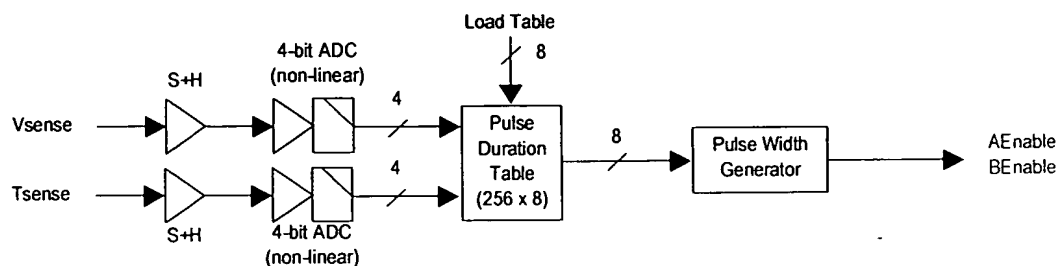 Load Table
8
4-bit ADC
(non-linear)
S+H
4
Vsense
Pulse
Duration
Table
(256 x 8)
8
Pulse Width
Generator
AEnable
BEnable
4
Tsense
S+H
4-bit ADC
(non-linear)